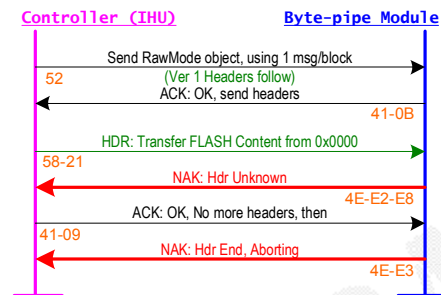 Controller (IHU) Byte-pipe Module
Send RawMode object, using 1 msg/block
52
(Ver 1 Headers follow)
ACK: OK, send headers
41-0B
HDR: Transfer FLASH Content from 0x0000
58-21
NAK: Hdr Unknown
4E-E2-E8
ACK: OK, No more headers, then
41-09
NAK: Hdr End, Aborting
4E-E3